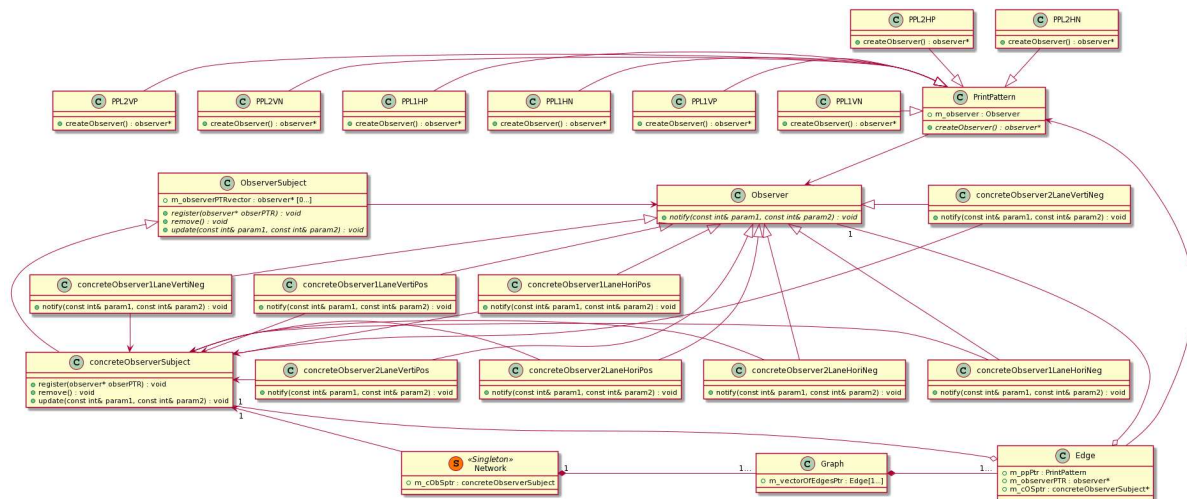 C PPL2HP
createObserver() : observer*
C PPL2HN
createObserver() : observer*
C PPL2VP
createObserver() : observer*
C PPL2VN
createObserver() : observer*
C PPL1HP
createObserver() : observer*
C PPL1HN
createObserver() : observer*
C PPL1VP
createObserver() : observer*
C PPL1VN
createObserver() : observer*
C PrintPattern
m_observer : Observer
createObserver() : observer*
C ObserverSubject
m_observerPTRvector : observer* [0...]
register(observer* obserPTR) : void
remove() : void
update(const int& param1, const int& param2) : void
C Observer
notify(const int& param1, const int& param2) : void
1
C concreteObserver2LaneVertiNeg
notify(const int& param1, const int& param2) : void
C concreteObserver1LaneVertiNeg
notify(const int& param1, const int& param2) : void
C concreteObserver1LaneVertiPos
notify(const int& param1, const int& param2) : void
C concreteObserver1LaneHoriPos
notify(const int& param1, const int& param2) : void
C concreteObserverSubject
register(observer* obserPTR) : void
remove() : void
update(const int& param1, const int& param2) : void
1
1
C concreteObserver2LaneVertiPos
notify(const int& param1, const int& param2) : void
C concreteObserver2LaneHoriPos
notify(const int& param1, const int& param2) : void
C concreteObserver2LaneHoriNeg
notify(const int& param1, const int& param2) : void
C concreteObserver1LaneHoriNeg
notify(const int& param1, const int& param2) : void
S «Singleton»
Network
m_cObSptr : concreteObserverSubject
1
1...
C Graph
m_vectorOfEdgesPtr : Edge[1...]
1...
C Edge
m_ppPtr : PrintPattern
m_observerPTR : observer*
m_cOSptr : concreteObserverSubject*